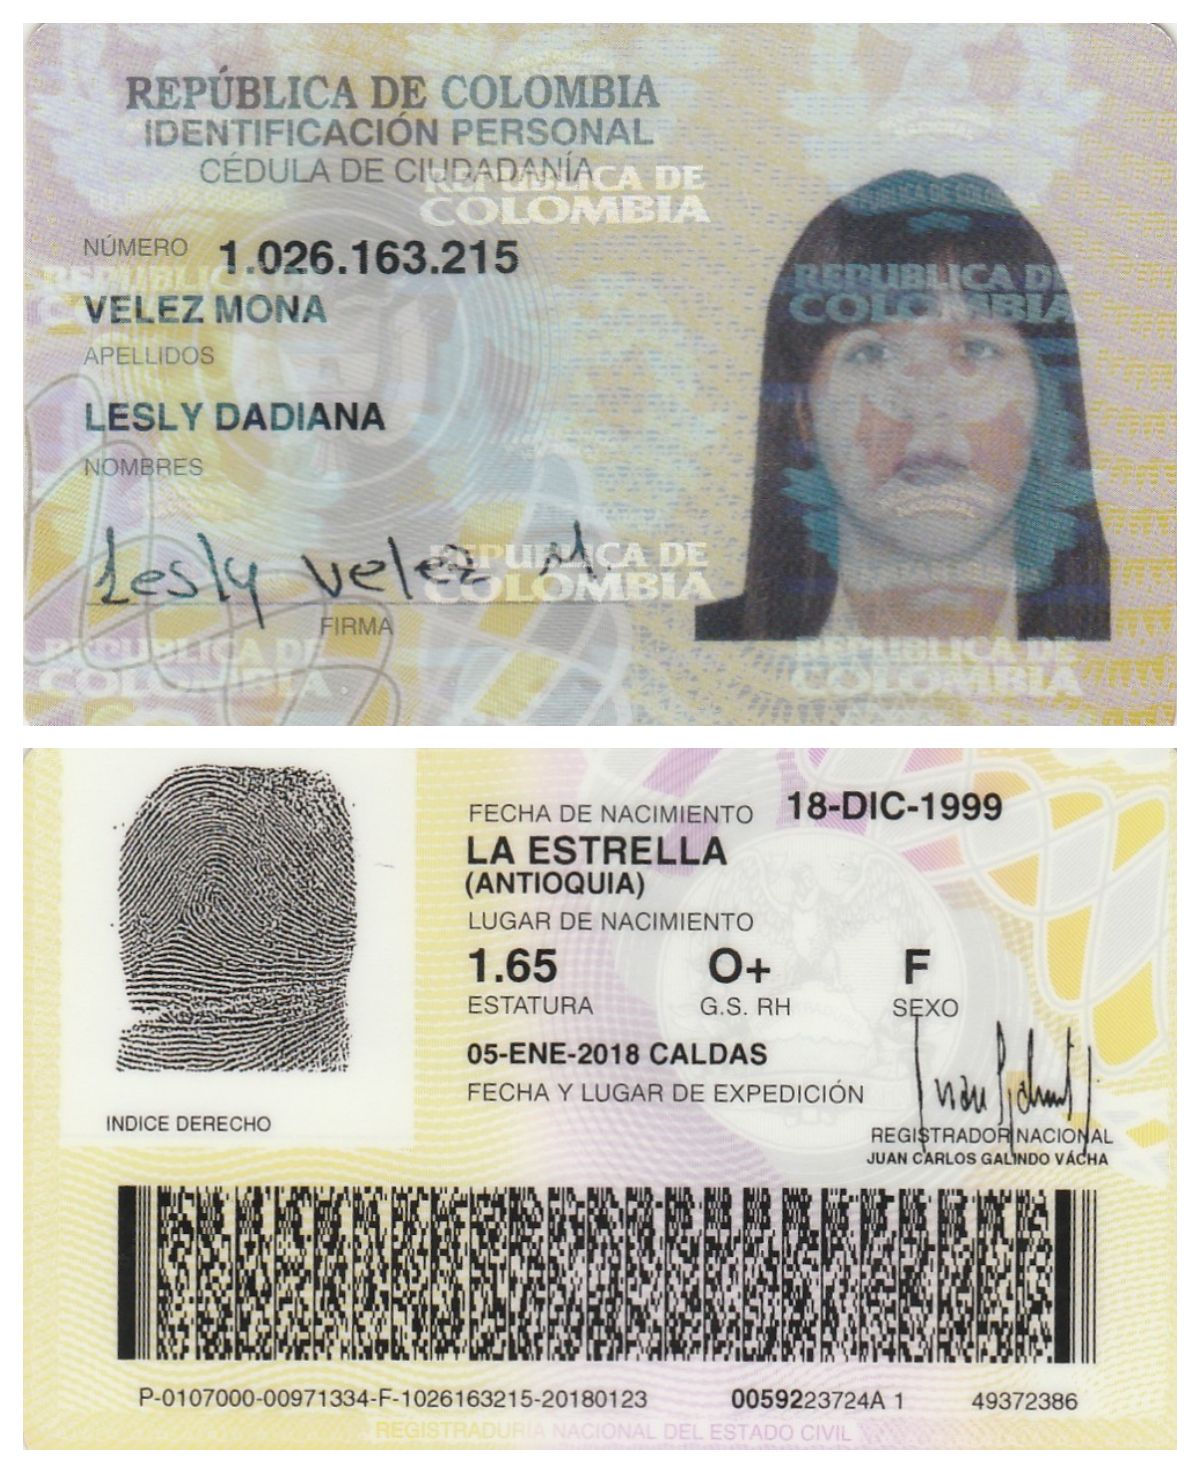 REPÚBLICA DE COLOMBIA
IDENTIFICACIÓN PERSONAL
CÉDULA DE CIUDADANÍA
REPUBLICA DE
COLOMBIA
NÚMERO 1.026.163.215
REPUBLICA DE
COLOMBIA
VELEZ MONA
APELLIDOS
LESLY DADIANA
NOMBRES
Lesly Velez M
REPUBLICA DE
COLOMBIA
FIRMA
REPUBLICA DE
COLOMBIA
REPUBLICA DE
COLOMBIA
FECHA DE NACIMIENTO 18-DIC-1999
LA ESTRELLA
(ANTIOQUIA)
LUGAR DE NACIMIENTO
1.65 O+ F
ESTATURA G.S. RH SEXO
05-ENE-2018 CALDAS
FECHA Y LUGAR DE EXPEDICIÓN
INDICE DERECHO
REGISTRADOR NACIONAL
JUAN CARLOS GALINDO VÁCHA
P-0107000-00971334-F-1026163215-20180123 0059223724A 1 49372386
REGISTRADURIA NACIONAL DEL ESTADO CIVIL